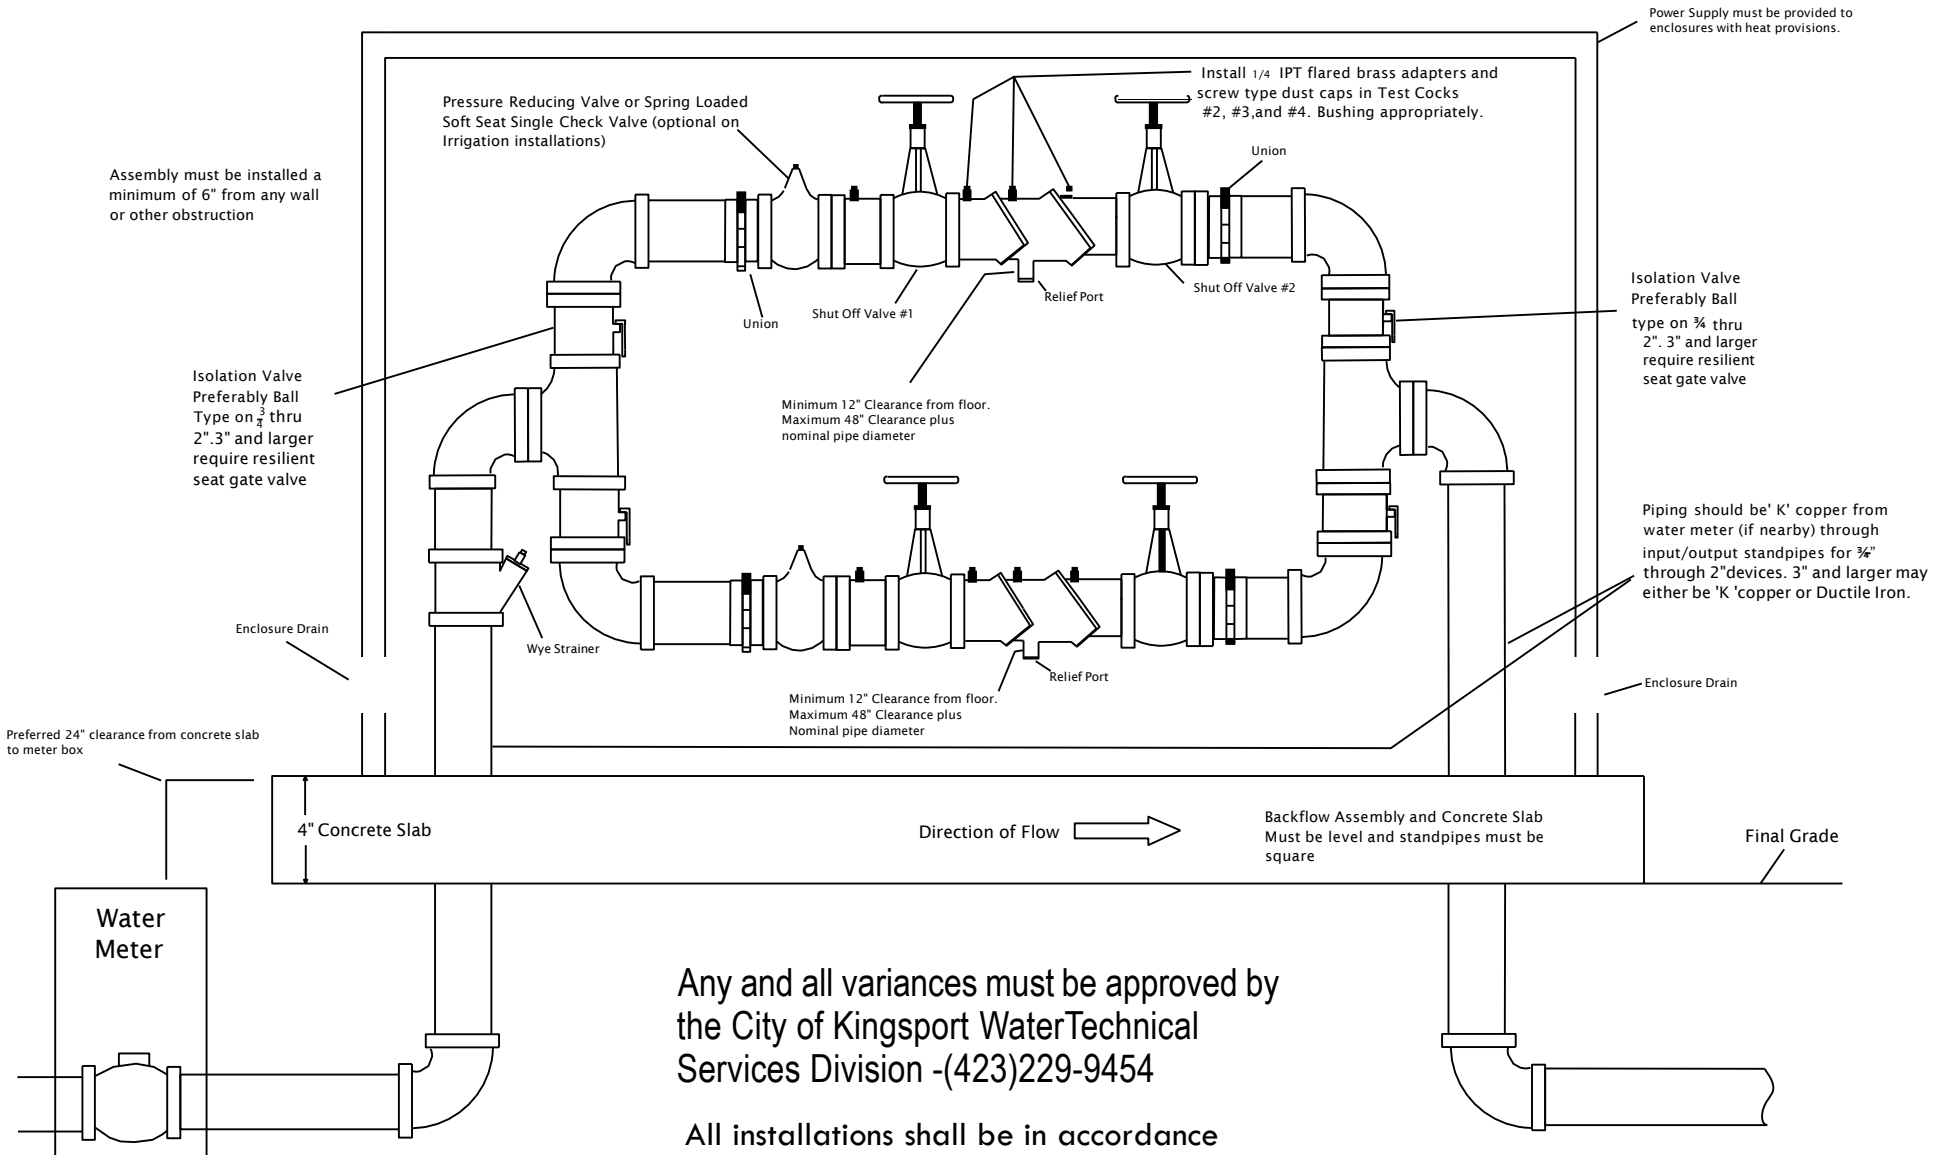 Power Supply must be provided to
enclosures with heat provisions.
Install 1/4 IPT flared brass adapters and
screw type dust caps in Test Cocks
#2, #3,and #4. Bushing appropriately.
Pressure Reducing Valve or Spring Loaded
Soft Seat Single Check Valve (optional on
Irrigation installations)
Union
Assembly must be installed a
minimum of 6" from any wall
or other obstruction
Isolation Valve
Preferably Ball
type on ¾ thru
2". 3" and larger
require resilient
seat gate valve
Shut Off Valve #2
Relief Port
Shut Off Valve #1
Union
Isolation Valve
Preferably Ball
Type on ¾ thru
2".3" and larger
require resilient
seat gate valve
Minimum 12" Clearance from floor.
Maximum 48" Clearance plus
nominal pipe diameter
Piping should be' K' copper from
water meter (if nearby) through
input/output standpipes for ¾"
through 2"devices. 3" and larger may
either be 'K 'copper or Ductile Iron.
Enclosure Drain
Wye Strainer
Relief Port
Enclosure Drain
Minimum 12" Clearance from floor.
Maximum 48" Clearance plus
Nominal pipe diameter
Preferred 24" clearance from concrete slab
to meter box
4" Concrete Slab
Direction of Flow
Backflow Assembly and Concrete Slab
Must be level and standpipes must be
square
Final Grade
Water
Meter
Any and all variances must be approved by
the City of Kingsport WaterTechnical
Services Division -(423)229-9454
All installations shall be in accordance